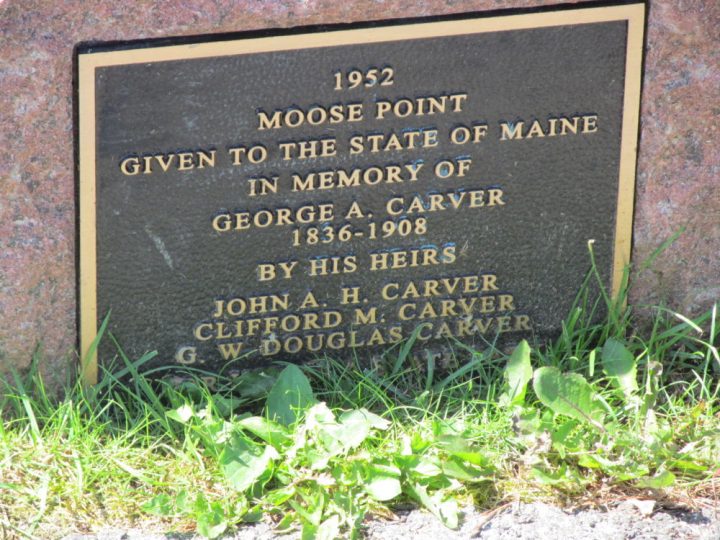 1952
MOOSE POINT
GIVEN TO THE STATE OF MAINE
IN MEMORY OF
GEORGE A. CARVER
1836-1908
BY HIS HEIRS
JOHN A. H. CARVER
CLIFFORD M. CARVER
G. W. DOUGLAS CARVER